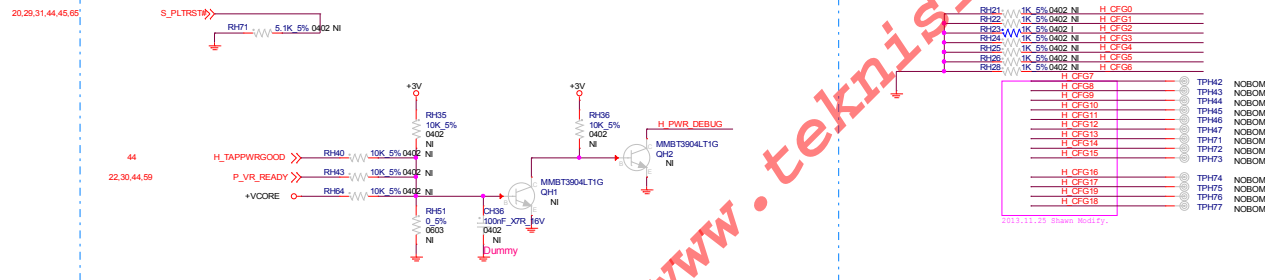 20,29,31,44,45,65
S_PLTRST#
RH71 5.1K_5% 0402 NI
+3V
RH35
10K_5%
0402
NI
44
H_TAPPWRGOOD
RH40 10K_5% 0402 NI
22,30,44,59
P_VR_READY
RH43 10K_5% 0402 NI
+VCORE
RH64 10K_5% 0402 NI
RH51
0_5%
0603
NI
CH36
100nF_X7R_16V
0402
NI
Dummy
B
C
E
MMBT3904LT1G
QH1
NI
+3V
RH36
10K_5%
0402
NI
H_PWR_DEBUG
B
C
E
MMBT3904LT1G
QH2
NI
www.teknis
RH21 1K_5% 0402 NI H_CFG0
RH22 1K_5% 0402 NI H_CFG1
RH23 1K_5% 0402 I H_CFG2
RH24 1K_5% 0402 NI H_CFG3
RH25 1K_5% 0402 NI H_CFG4
RH26 1K_5% 0402 NI H_CFG5
RH28 1K_5% 0402 NI H_CFG6
H_CFG7 TPH42 NOBOM
H_CFG8 TPH43 NOBOM
H_CFG9 TPH44 NOBOM
H_CFG10 TPH45 NOBOM
H_CFG11 TPH46 NOBOM
H_CFG12 TPH47 NOBOM
H_CFG13 TPH71 NOBOM
H_CFG14 TPH72 NOBOM
H_CFG15 TPH73 NOBOM
H_CFG16 TPH74 NOBOM
H_CFG17 TPH75 NOBOM
H_CFG19 TPH76 NOBOM
H_CFG18 TPH77 NOBOM
2013.11.25 Shawn Modify.